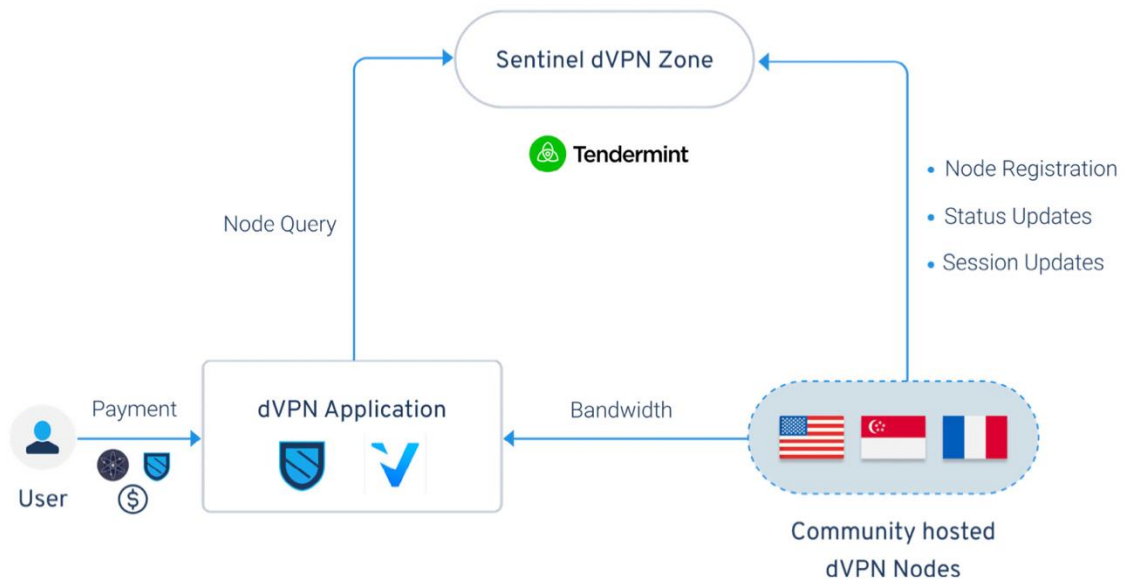 Sentinel dVPN Zone
Tendermint
Node Query
• Node Registration
• Status Updates
• Session Updates
Payment
User
$
dVPN Application
Bandwidth
Community hosted
dVPN Nodes